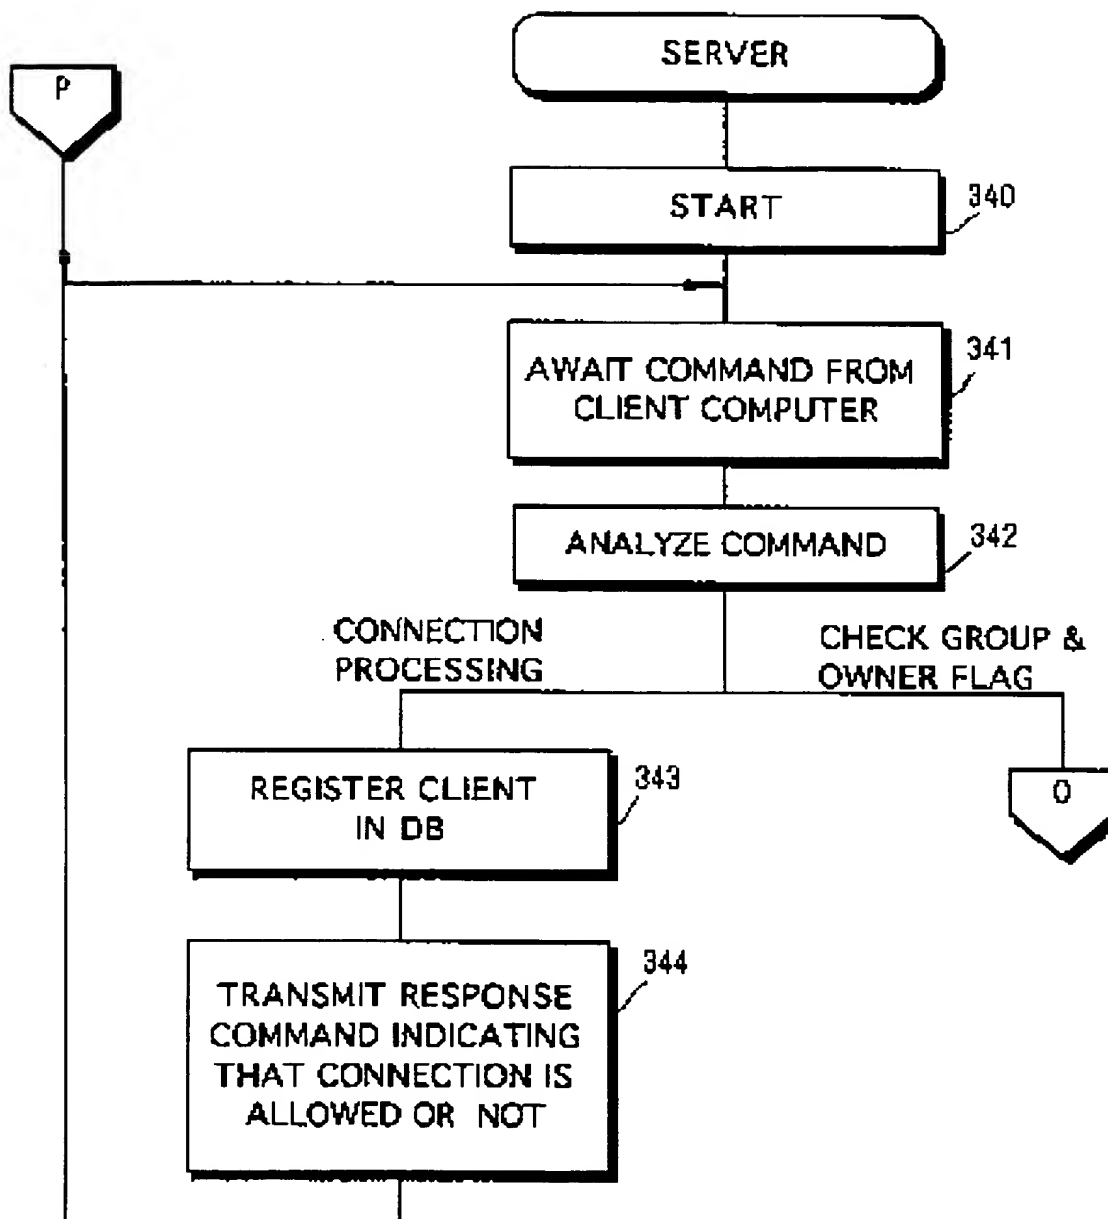 SERVER
P
START
340
AWAIT COMMAND FROM
CLIENT COMPUTER
341
ANALYZE COMMAND
342
CONNECTION
PROCESSING
CHECK GROUP &
OWNER FLAG
REGISTER CLIENT
IN DB
343
O
TRANSMIT RESPONSE
COMMAND INDICATING
THAT CONNECTION IS
ALLOWED OR NOT
344